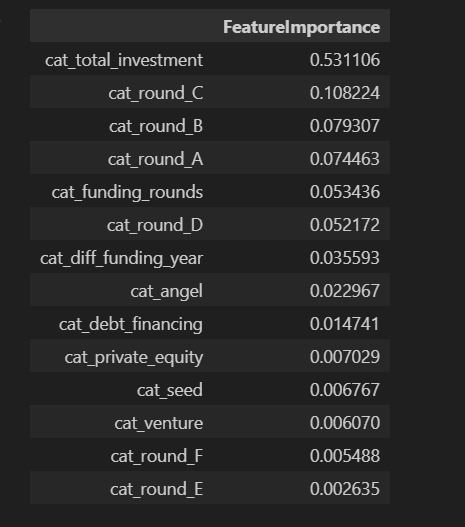 FeatureImportance
cat_total_investment 0.531106
cat_round_C 0.108224
cat_round_B 0.079307
cat_round_A 0.074463
cat_funding_rounds 0.053436
cat_round_D 0.052172
cat_diff_funding_year 0.035593
cat_angel 0.022967
cat_debt_financing 0.014741
cat_private_equity 0.007029
cat_seed 0.006767
cat_venture 0.006070
cat_round_F 0.005488
cat_round_E 0.002635